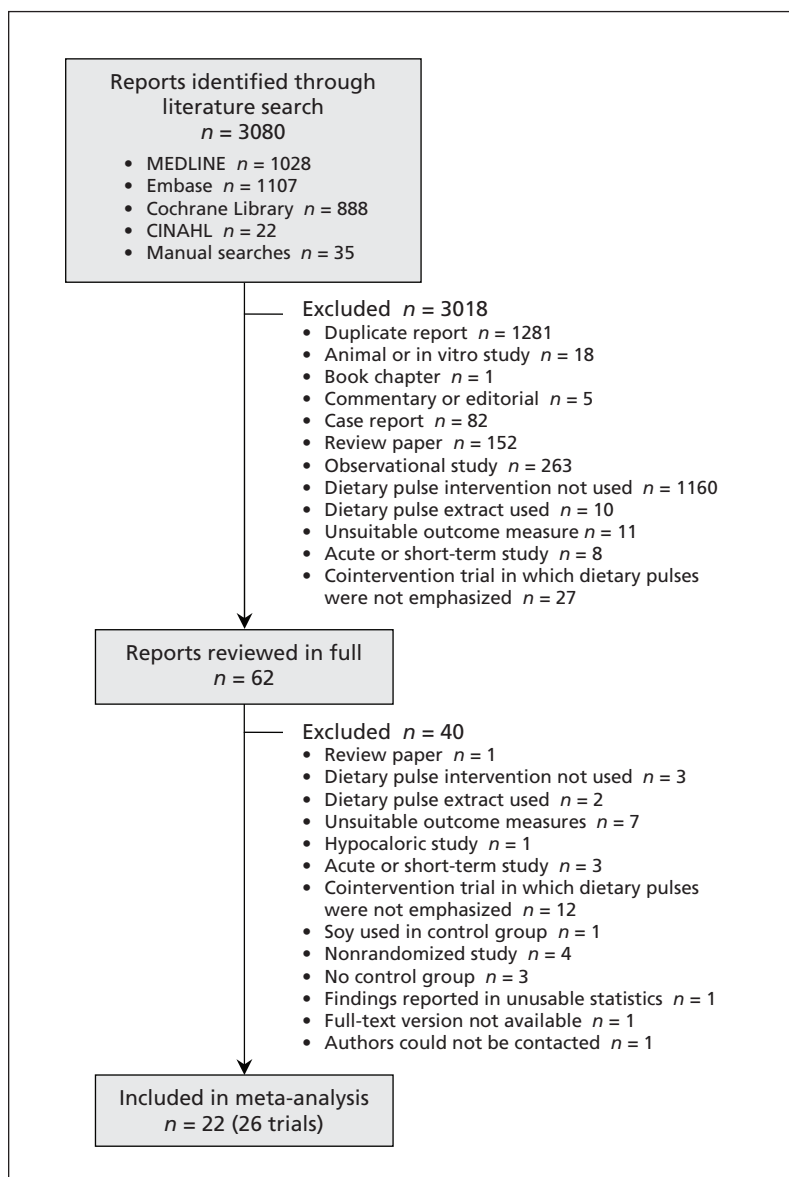 Reports identified through
literature search
n = 3080
• MEDLINE n = 1028
• Embase n = 1107
• Cochrane Library n = 888
• CINAHL n = 22
• Manual searches n = 35
Excluded n = 3018
• Duplicate report n = 1281
• Animal or in vitro study n = 18
• Book chapter n = 1
• Commentary or editorial n = 5
• Case report n = 82
• Review paper n = 152
• Observational study n = 263
• Dietary pulse intervention not used n = 1160
• Dietary pulse extract used n = 10
• Unsuitable outcome measure n = 11
• Acute or short-term study n = 8
• Cointervention trial in which dietary pulses
were not emphasized n = 27
Reports reviewed in full
n = 62
Excluded n = 40
• Review paper n = 1
• Dietary pulse intervention not used n = 3
• Dietary pulse extract used n = 2
• Unsuitable outcome measures n = 7
• Hypocaloric study n = 1
• Acute or short-term study n = 3
• Cointervention trial in which dietary pulses
were not emphasized n = 12
• Soy used in control group n = 1
• Nonrandomized study n = 4
• No control group n = 3
• Findings reported in unusable statistics n = 1
• Full-text version not available n = 1
• Authors could not be contacted n = 1
Included in meta-analysis
n = 22 (26 trials)